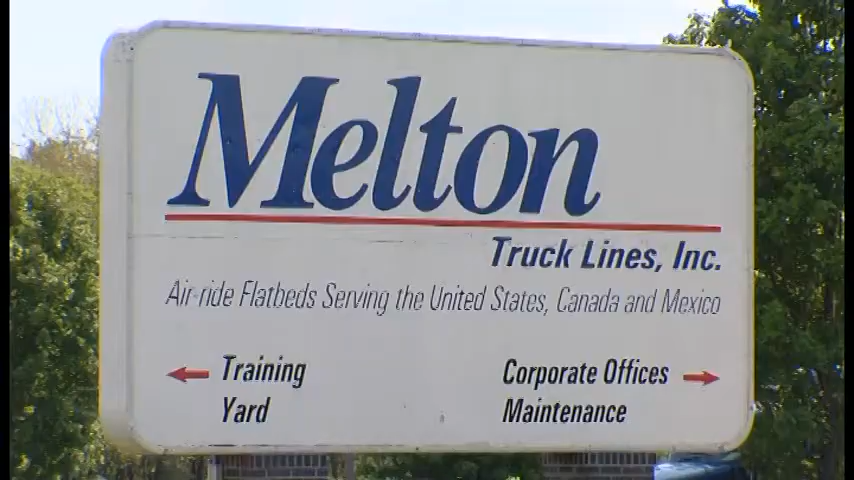 Melton
Truck Lines, Inc.
Air-ride Flatbeds Serving the United States, Canada and Mexico
Training
Yard
Corporate Offices
Maintenance